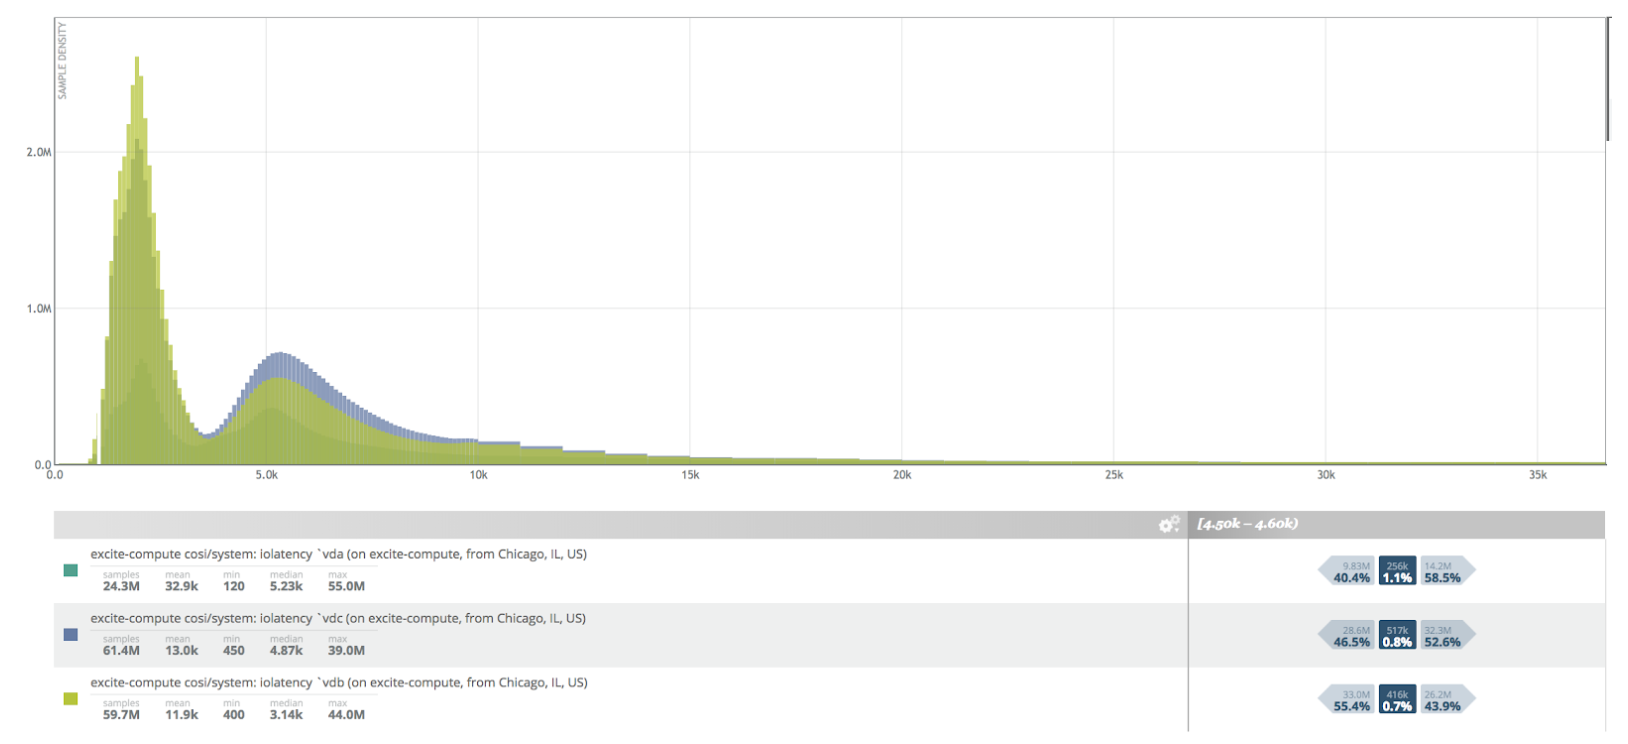 SAMPLE DENSITY
2.0M
1.0M
0.0
0.0 5.0k 10k 15k 20k 25k 30k 35k
[4.50k – 4.60k)
excite-compute cosi/system: iolatency `vda (on excite-compute, from Chicago, IL, US)
samples mean min median max
24.3M 32.9k 120 5.23k 55.0M
9.83M 256k 14.2M
40.4% 1.1% 58.5%
excite-compute cosi/system: iolatency `vdc (on excite-compute, from Chicago, IL, US)
samples mean min median max
61.4M 13.0k 450 4.87k 39.0M
28.6M 517k 32.3M
46.5% 0.8% 52.6%
excite-compute cosi/system: iolatency `vdb (on excite-compute, from Chicago, IL, US)
samples mean min median max
59.7M 11.9k 400 3.14k 44.0M
33.0M 416k 26.2M
55.4% 0.7% 43.9%